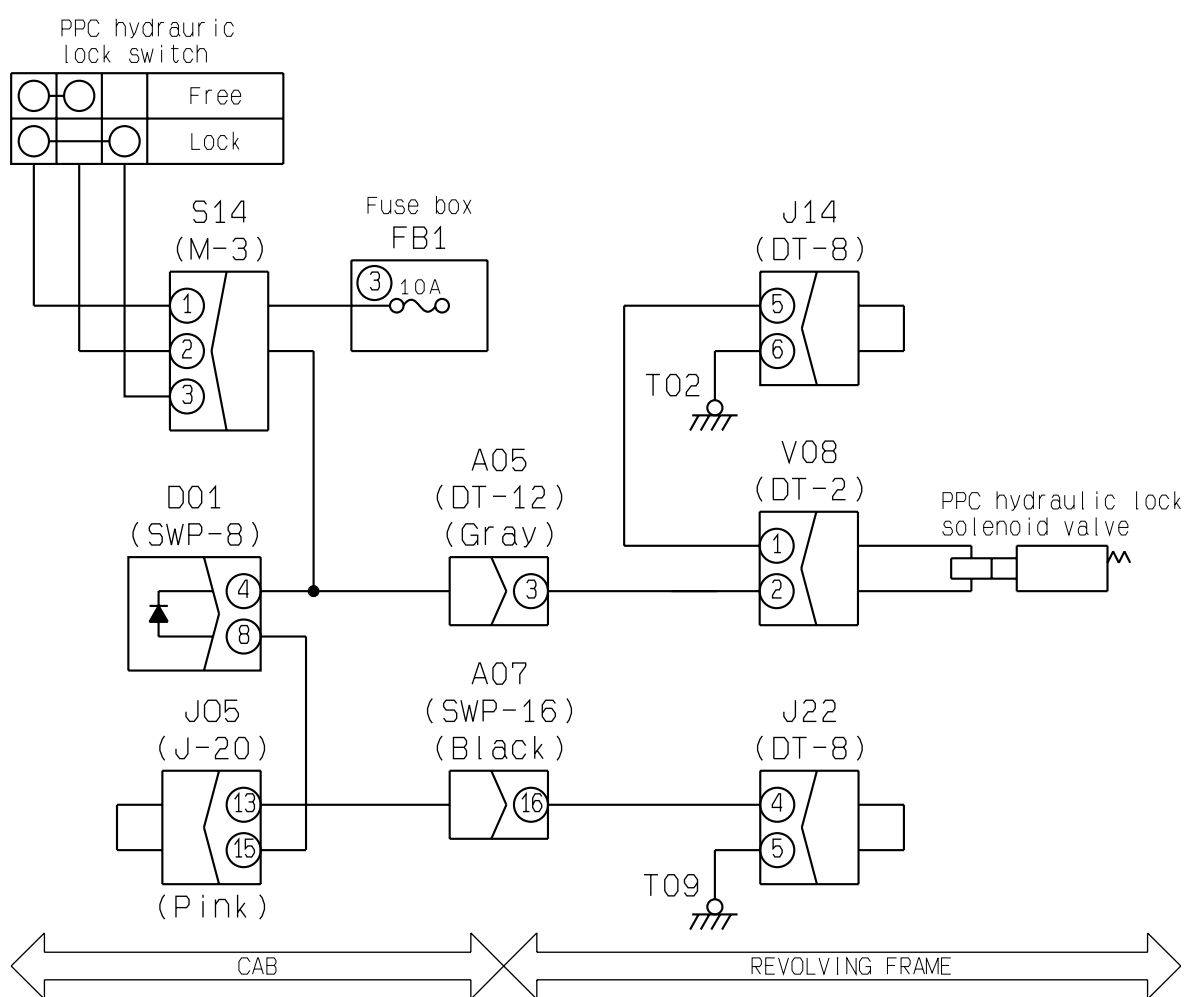 PPC hydrauric
lock switch
Free
Lock
S14
(M-3)
1
2
3
Fuse box
FB1
3
10A
J14
(DT-8)
5
6
T02
D01
(SWP-8)
4
8
A05
(DT-12)
(Gray)
3
V08
(DT-2)
1
2
PPC hydraulic lock
solenoid valve
J05
(J-20)
13
15
(Pink)
A07
(SWP-16)
(Black)
16
J22
(DT-8)
4
5
T09
CAB
REVOLVING FRAME